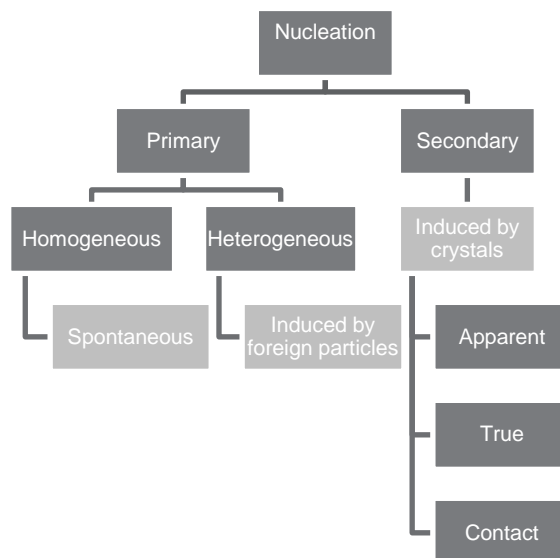 Nucleation
Primary
Secondary
Homogeneous
Heterogeneous
Induced by
crystals
Spontaneous
Induced by
foreign particles
Apparent
True
Contact